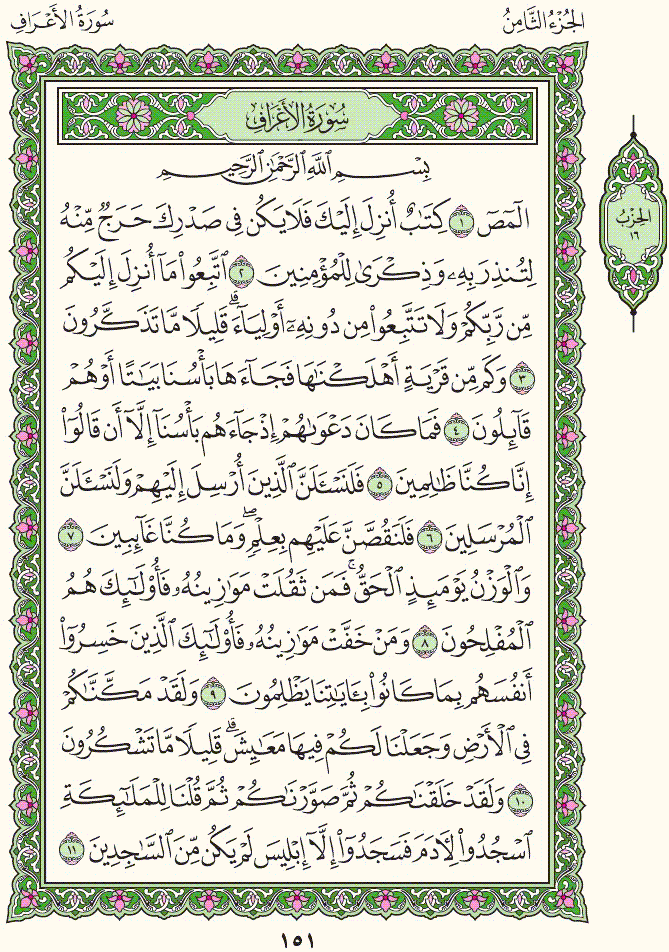 الجُزْءُ الثَّامِنُ
سُورَةُ الأَعْرَافِ
سُورَةُ الأَعْرَافِ
بِسْمِ ٱللَّهِ ٱلرَّحْمَٰنِ ٱلرَّحِيمِ
الٓمٓصٓ ١ كِتَٰبٌ أُنزِلَ إِلَيْكَ فَلَا يَكُن فِي صَدْرِكَ حَرَجٌ مِّنْهُ
لِتُنذِرَ بِهِۦ وَذِكْرَىٰ لِلْمُؤْمِنِينَ ٢ ٱتَّبِعُوا۟ مَآ أُنزِلَ إِلَيْكُم
مِّن رَّبِّكُمْ وَلَا تَتَّبِعُوا۟ مِن دُونِهِۦٓ أَوْلِيَآءَ ۗ قَلِيلًا مَّا تَذَكَّرُونَ
٣ وَكَم مِّن قَرْيَةٍ أَهْلَكْنَٰهَا فَجَآءَهَا بَأْسُنَا بَيَٰتًا أَوْ هُمْ
قَآئِلُونَ ٤ فَمَا كَانَ دَعْوَىٰهُمْ إِذْ جَآءَهُم بَأْسُنَآ إِلَّآ أَن قَالُوٓا۟
إِنَّا كُنَّا ظَٰلِمِينَ ٥ فَلَنَسْـَٔلَنَّ ٱلَّذِينَ أُرْسِلَ إِلَيْهِمْ وَلَنَسْـَٔلَنَّ
ٱلْمُرْسَلِينَ ٦ فَلَنَقُصَّنَّ عَلَيْهِم بِعِلْمٍ ۖ وَمَا كُنَّا غَآئِبِينَ ٧
وَٱلْوَزْنُ يَوْمَئِذٍ ٱلْحَقُّ ۚ فَمَن ثَقُلَتْ مَوَٰزِينُهُۥ فَأُو۟لَٰٓئِكَ هُمُ
ٱلْمُفْلِحُونَ ٨ وَمَنْ خَفَّتْ مَوَٰزِينُهُۥ فَأُو۟لَٰٓئِكَ ٱلَّذِينَ خَسِرُوٓا۟
أَنفُسَهُم بِمَا كَانُوا۟ بِـَٔايَٰتِنَا يَظْلِمُونَ ٩ وَلَقَدْ مَكَّنَّٰكُمْ
فِي ٱلْأَرْضِ وَجَعَلْنَا لَكُمْ فِيهَا مَعَٰيِشَ ۗ قَلِيلًا مَّا تَشْكُرُونَ
١٠ وَلَقَدْ خَلَقْنَٰكُمْ ثُمَّ صَوَّرْنَٰكُمْ ثُمَّ قُلْنَا لِلْمَلَٰٓئِكَةِ
ٱسْجُدُوا۟ لِـَٔادَمَ فَسَجَدُوٓا۟ إِلَّآ إِبْلِيسَ لَمْ يَكُن مِّنَ ٱلسَّٰجِدِينَ ١١
الحِزْبُ
١٦
١٥١